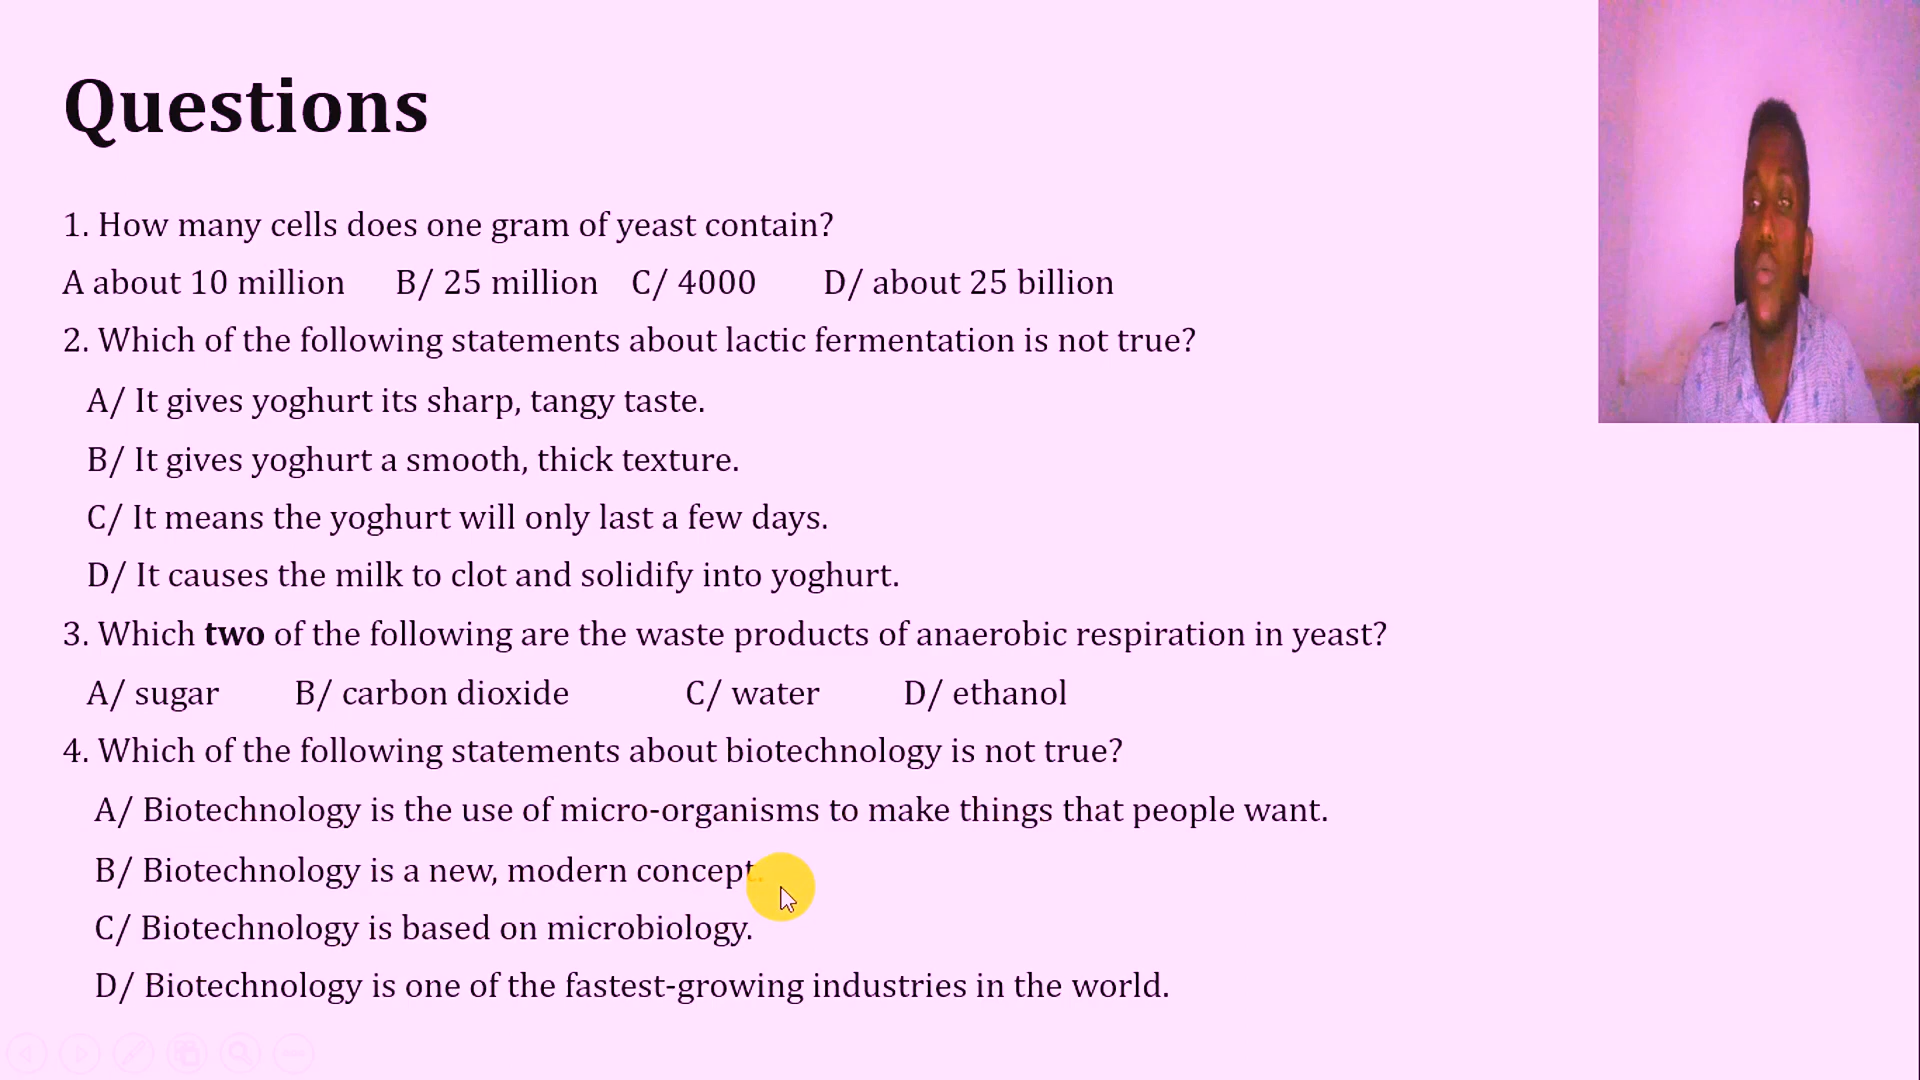 Questions
1. How many cells does one gram of yeast contain?
A about 10 million B/ 25 million C/ 4000 D/ about 25 billion
2. Which of the following statements about lactic fermentation is not true?
A/ It gives yoghurt its sharp, tangy taste.
B/ It gives yoghurt a smooth, thick texture.
C/ It means the yoghurt will only last a few days.
D/ It causes the milk to clot and solidify into yoghurt.
3. Which two of the following are the waste products of anaerobic respiration in yeast?
A/ sugar B/ carbon dioxide C/ water D/ ethanol
4. Which of the following statements about biotechnology is not true?
A/ Biotechnology is the use of micro-organisms to make things that people want.
B/ Biotechnology is a new, modern concept.
C/ Biotechnology is based on microbiology.
D/ Biotechnology is one of the fastest-growing industries in the world.